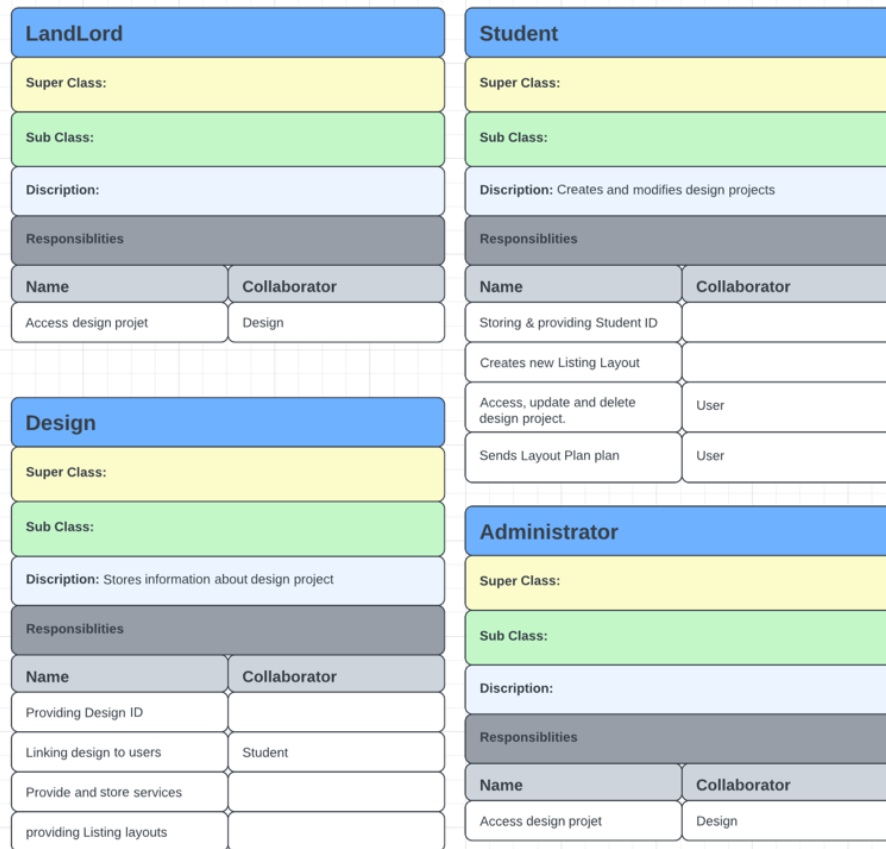 LandLord
Super Class:
Sub Class:
Discription:
Responsiblities
Name Collaborator
Access design projet Design
Design
Super Class:
Sub Class:
Discription: Stores information about design project
Responsiblities
Name Collaborator
Providing Design ID
Linking design to users Student
Provide and store services
providing Listing layouts
Student
Super Class:
Sub Class:
Discription: Creates and modifies design projects
Responsiblities
Name Collaborator
Storing & providing Student ID
Creates new Listing Layout
Access, update and delete
design project. User
Sends Layout Plan plan User
Administrator
Super Class:
Sub Class:
Discription:
Responsiblities
Name Collaborator
Access design projet Design